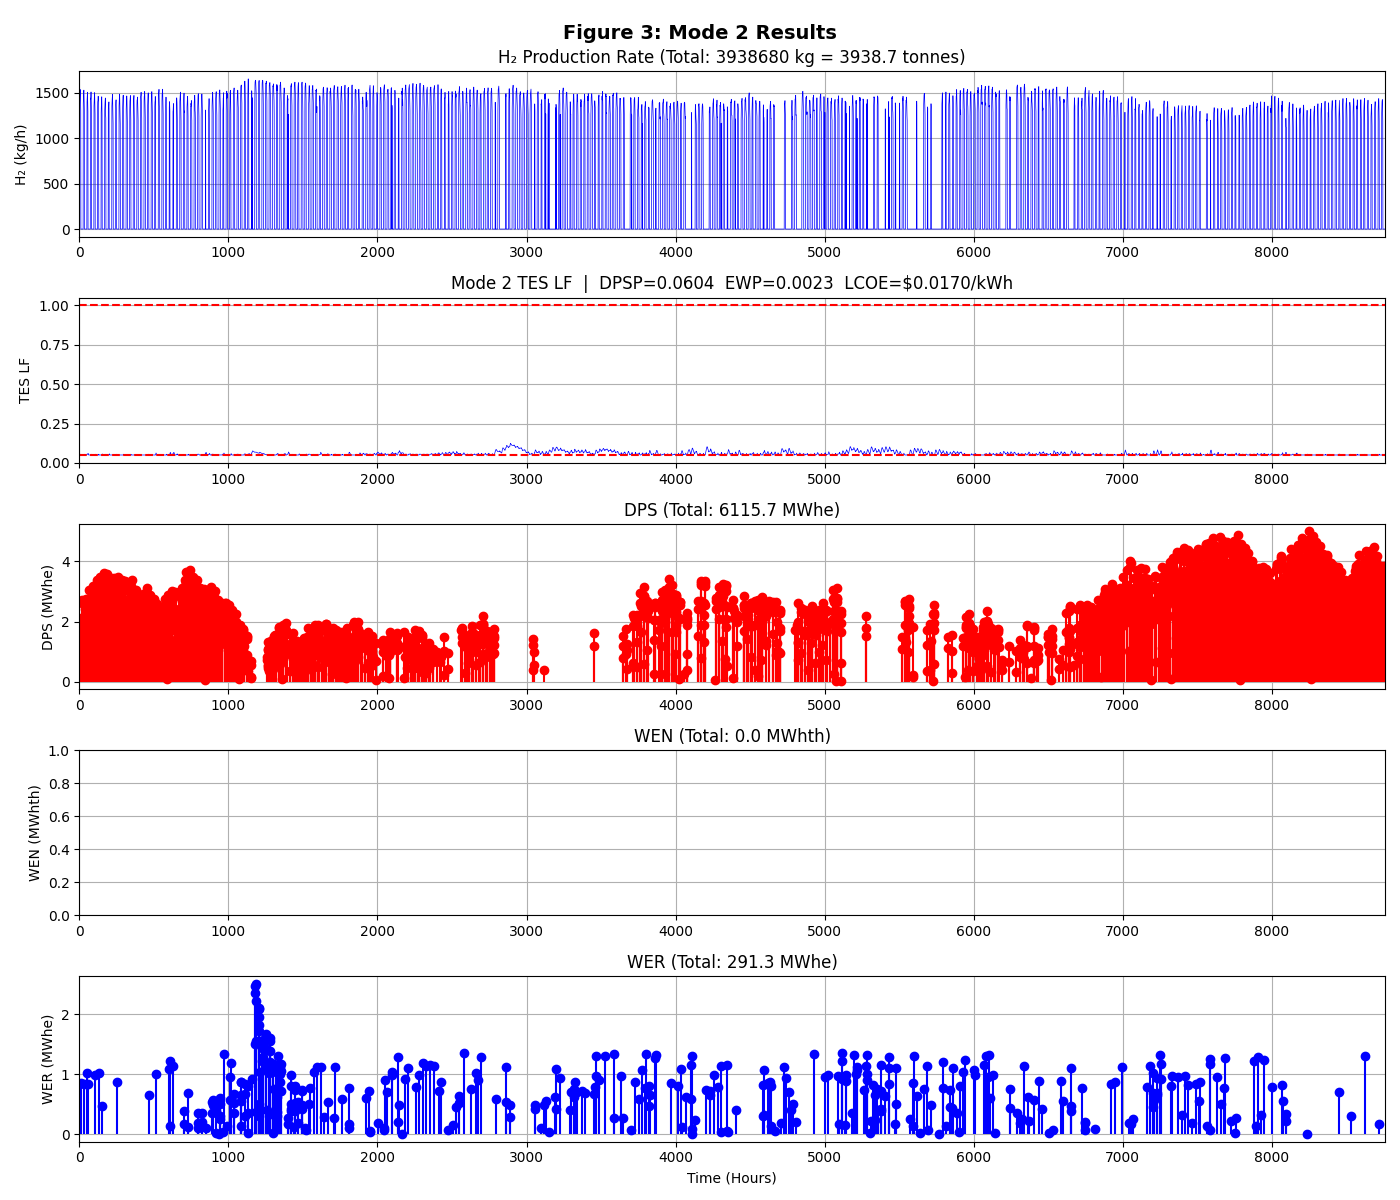 Figure 3: Mode 2 Results
H₂ Production Rate (Total: 3938680 kg = 3938.7 tonnes)
H₂ (kg/h)
1500
1000
500
0
0 1000 2000 3000 4000 5000 6000 7000 8000
Mode 2 TES LF | DPSP=0.0604 EWP=0.0023 LCOE=$0.0170/kWh
TES LF
1.00
0.75
0.50
0.25
0.00
0 1000 2000 3000 4000 5000 6000 7000 8000
DPS (Total: 6115.7 MWhe)
DPS (MWhe)
4
2
0
0 1000 2000 3000 4000 5000 6000 7000 8000
WEN (Total: 0.0 MWhth)
WEN (MWhth)
1.0
0.8
0.6
0.4
0.2
0.0
0 1000 2000 3000 4000 5000 6000 7000 8000
WER (Total: 291.3 MWhe)
WER (MWhe)
2
1
0
0 1000 2000 3000 4000 5000 6000 7000 8000
Time (Hours)